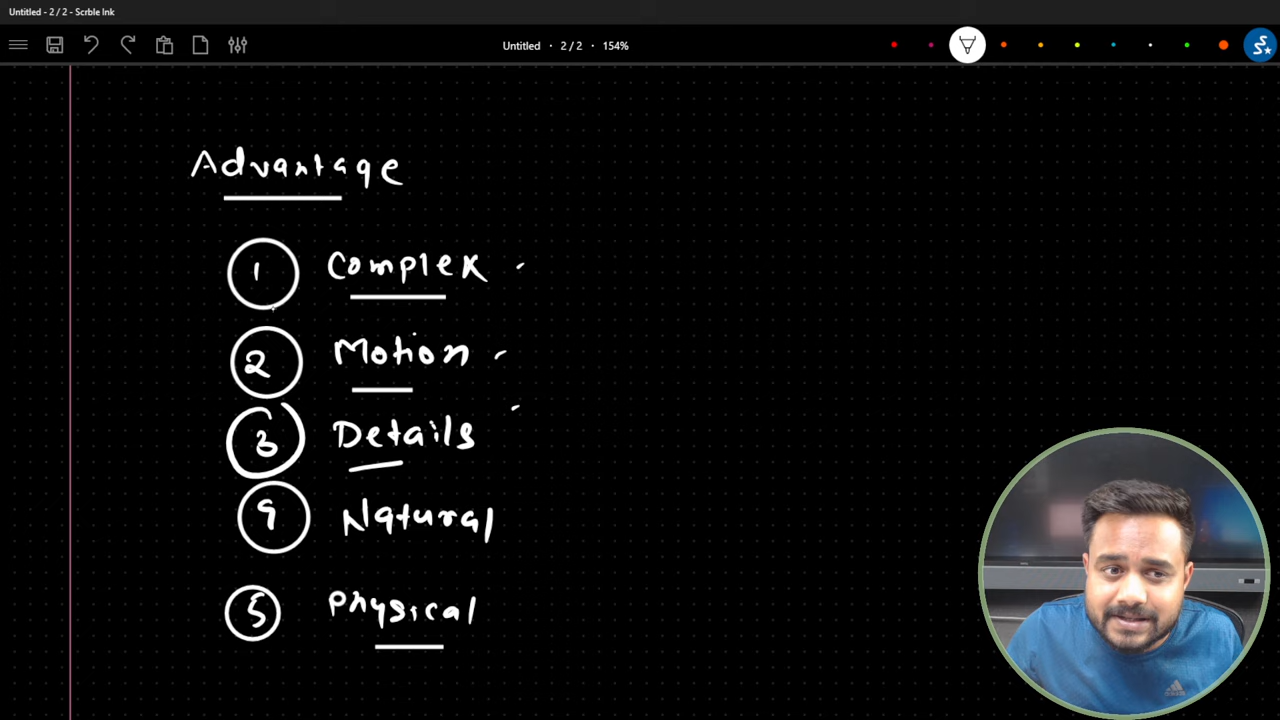 Untitled - 2 / 2 - Scrble Ink
Untitled · 2 / 2 · 154%
Advantage
1 Complex
2 Motion
3 Details
4 Natural
5 Physical